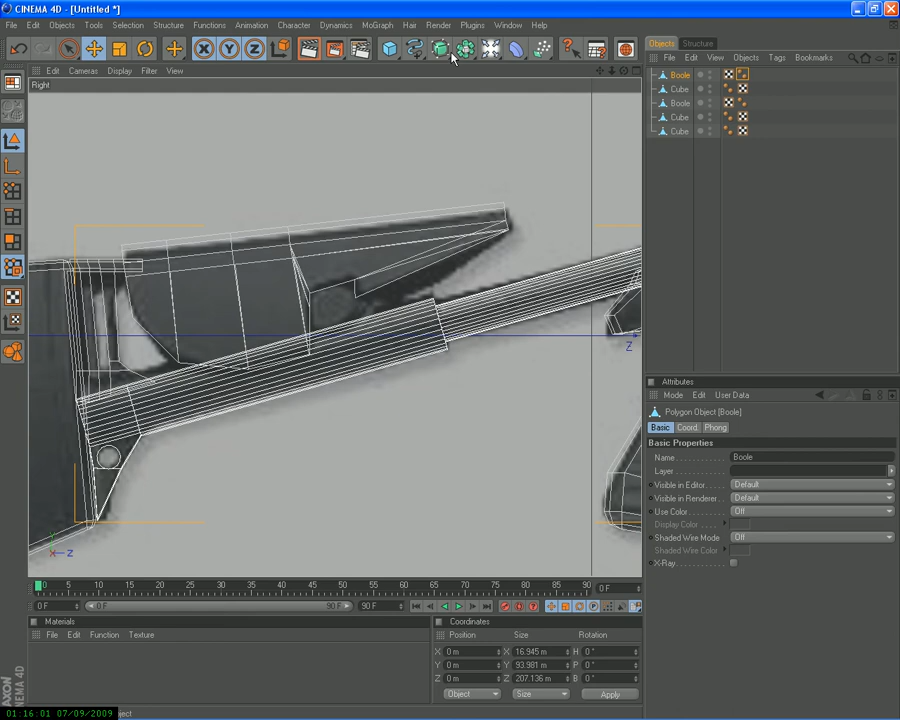 CINEMA 4D - [Untitled *]
File Edit Objects Tools Selection Structure Functions Animation Character Dynamics MoGraph Hair Render Plugins Window Help
Edit Cameras Display Filter View
Right
Z
Y Z
0 5 10 15 20 25 30 35 40 45 50 55 60 65 70 75 80 85 90 0 F
0 F 0 F 90 F 90 F
Materials
File Edit Function Texture
Coordinates
Position Size Rotation
X 0 m X 16.945 m H 0 °
Y 0 m Y 93.981 m P 0 °
Z 0 m Z 207.136 m B 0 °
Object Size Apply
Objects Structure
File Edit View Objects Tags Bookmarks
Boole
Cube
Boole
Cube
Cube
Attributes
Mode Edit User Data
Polygon Object [Boole]
Basic Coord. Phong
Basic Properties
Name Boole
Layer
Visible in Editor Default
Visible in Renderer Default
Use Color Off
Display Color
Shaded Wire Mode Off
Shaded Wire Color
X-Ray
01:16:01 07/09/2009